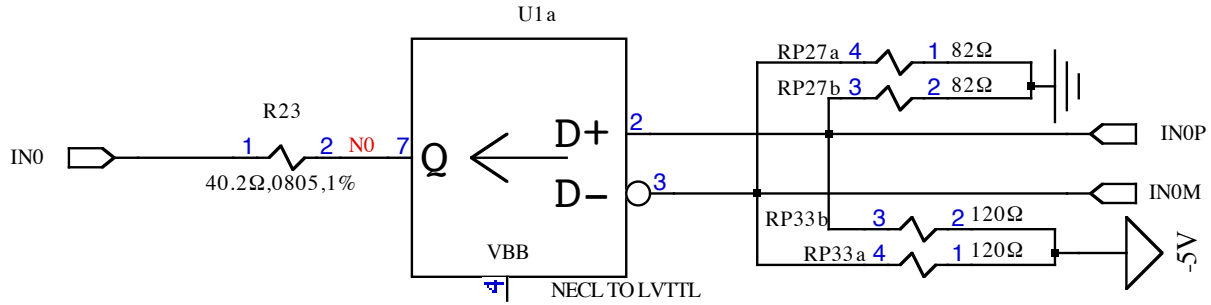 U1a
RP27a 4 1 82Ω
RP27b 3 2 82Ω
R23
IN0 1 2 N0 7 Q D+ 2 IN0P
40.2Ω,0805,1%
D- 3 IN0M
RP33b 3 2 120Ω
VBB RP33a 4 1 120Ω -5V
4 NECL TO LVTTL